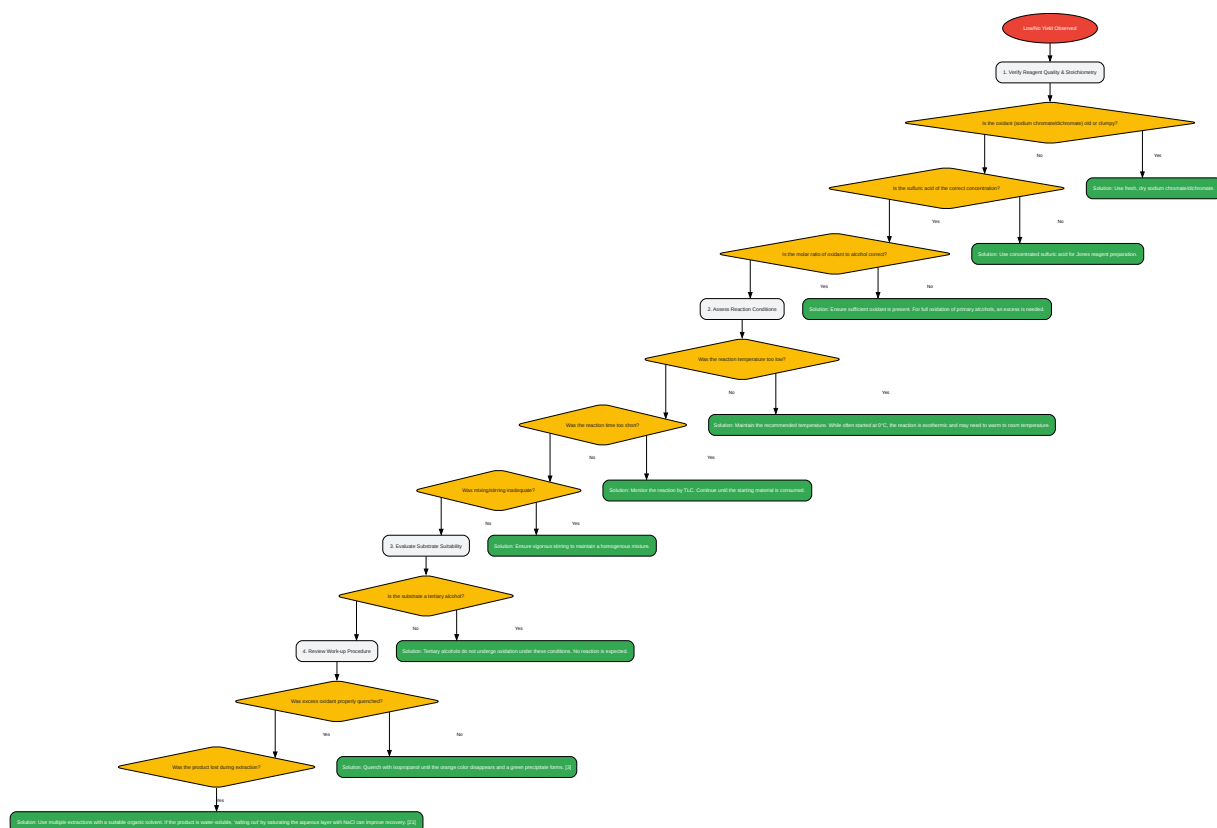 Low/No Yield Observed
1. Verify Reagent Quality & Stoichiometry
Is the oxidant (sodium chromate/dichromate) old or clumpy?
No
Yes
Is the sulfuric acid of the correct concentration?
Solution: Use fresh, dry sodium chromate/dichromate.
Yes
No
Is the molar ratio of oxidant to alcohol correct?
Solution: Use concentrated sulfuric acid for Jones reagent preparation.
Yes
No
2. Assess Reaction Conditions
Solution: Ensure sufficient oxidant is present. For full oxidation of primary alcohols, an excess is needed.
Was the reaction temperature too low?
No
Yes
Was the reaction time too short?
Solution: Maintain the recommended temperature. While often started at 0°C, the reaction is exothermic and may need to warm to room temperature.
No
Yes
Was mixing/stirring inadequate?
Solution: Monitor the reaction by TLC. Continue until the starting material is consumed.
No
Yes
3. Evaluate Substrate Suitability
Solution: Ensure vigorous stirring to maintain a homogenous mixture.
Is the substrate a tertiary alcohol?
No
Yes
4. Review Work-up Procedure
Solution: Tertiary alcohols do not undergo oxidation under these conditions. No reaction is expected.
Was excess oxidant properly quenched?
Yes
No
Was the product lost during extraction?
Solution: Quench with isopropanol until the orange color disappears and a green precipitate forms. [3]
Yes
Solution: Use multiple extractions with a suitable organic solvent. If the product is water-soluble, 'salting out' by saturating the aqueous layer with NaCl can improve recovery. [21]